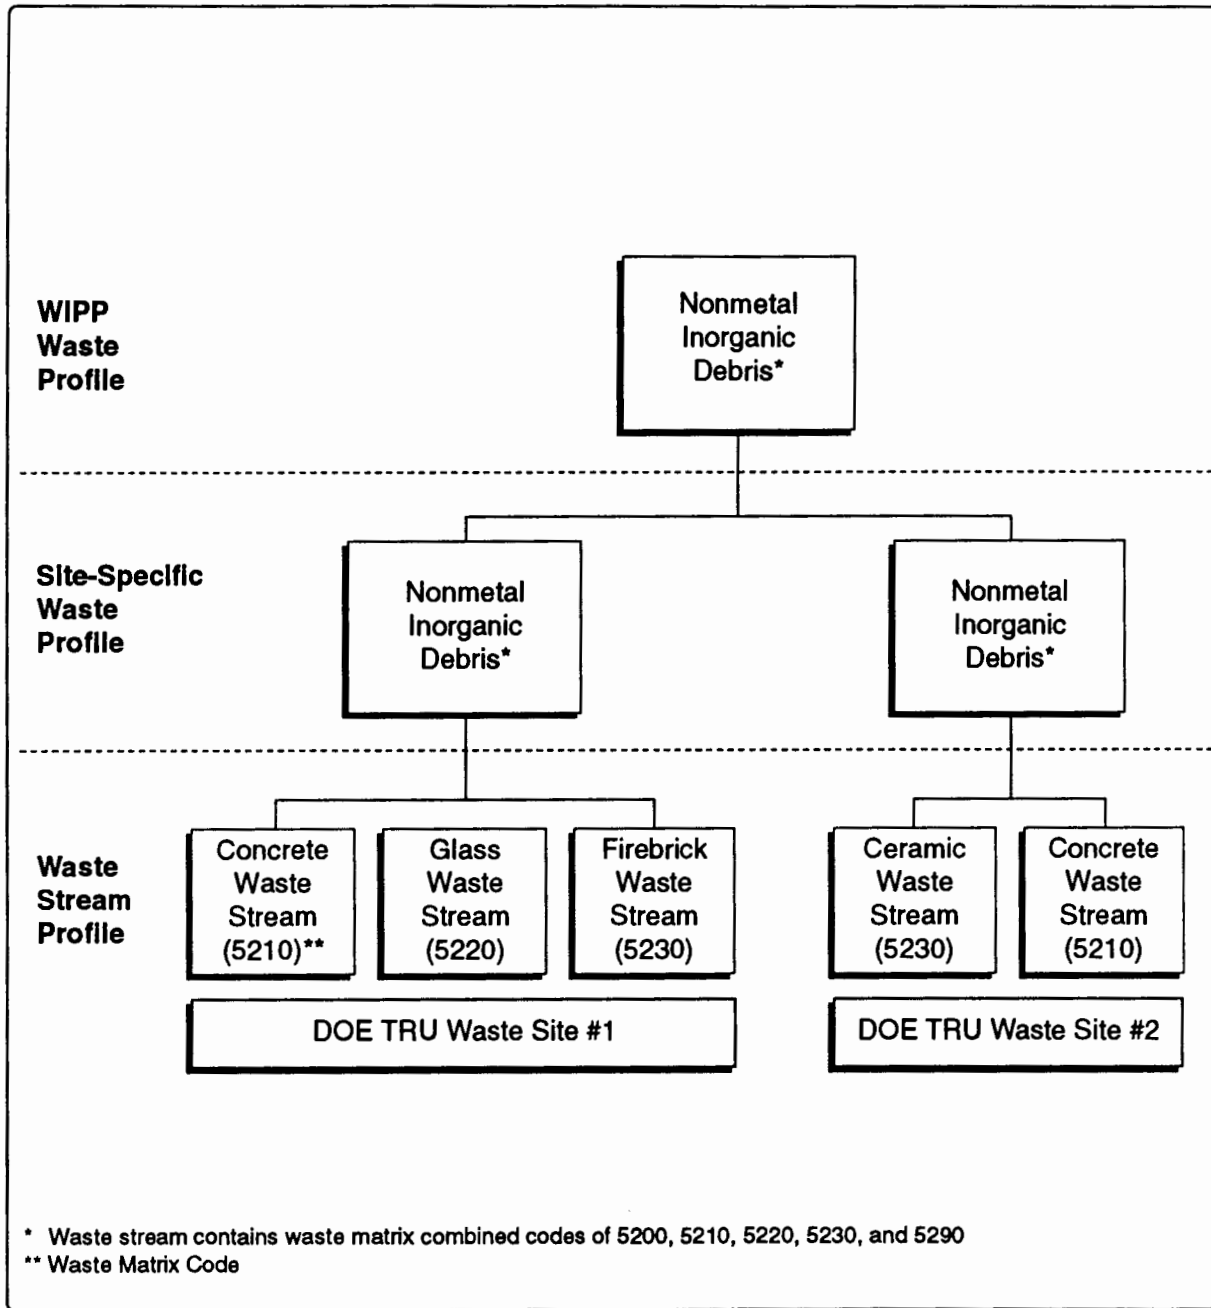 WIPP
Waste
Profile
Nonmetal
Inorganic
Debris*
Site-Specific
Waste
Profile
Nonmetal
Inorganic
Debris*
Nonmetal
Inorganic
Debris*
Waste
Stream
Profile
Concrete
Waste
Stream
(5210)**
Glass
Waste
Stream
(5220)
Firebrick
Waste
Stream
(5230)
Ceramic
Waste
Stream
(5230)
Concrete
Waste
Stream
(5210)
DOE TRU Waste Site #1
DOE TRU Waste Site #2
* Waste stream contains waste matrix combined codes of 5200, 5210, 5220, 5230, and 5290
** Waste Matrix Code